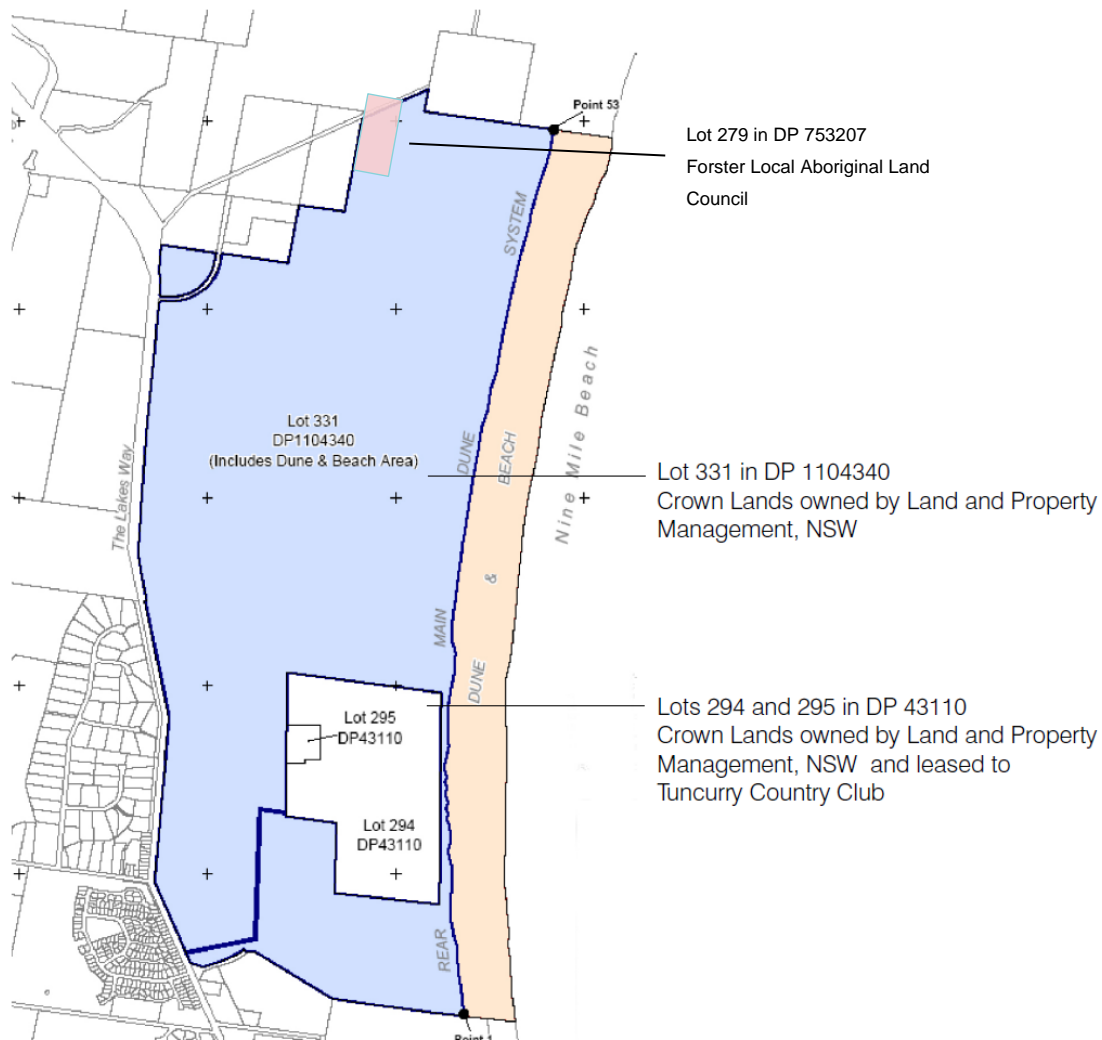 Point 53
Lot 279 in DP 753207
Forster Local Aboriginal Land
Council
SYSTEM
Nine Mile Beach
Lot 331
DP1104340
(Includes Dune & Beach Area)
DUNE
BEACH
The Lakes Way
Lot 331 in DP 1104340
Crown Lands owned by Land and Property
Management, NSW
&
MAIN
DUNE
Lot 295
DP43110
Lots 294 and 295 in DP 43110
Crown Lands owned by Land and Property
Management, NSW and leased to
Tuncurry Country Club
Lot 294
DP43110
REAR
Point 1